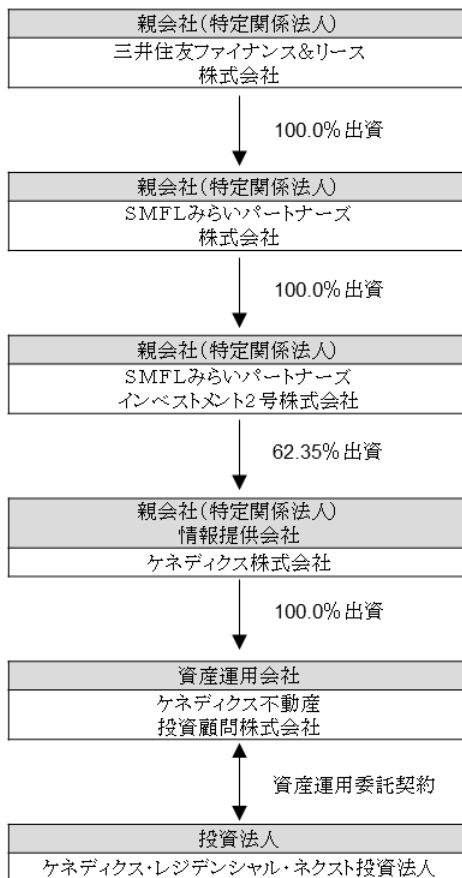 親会社(特定関係法人)
三井住友ファイナンス&リース
株式会社
100.0% 出資
親会社(特定関係法人)
SMFLみらいパートナーズ
株式会社
100.0% 出資
親会社(特定関係法人)
SMFLみらいパートナーズ
インベストメント2号株式会社
62.35% 出資
親会社(特定関係法人)
情報提供会社
ケネディクス株式会社
100.0% 出資
資産運用会社
ケネディクス不動産
投資顧問株式会社
資産運用委託契約
投資法人
ケネディクス・レジデンシャル・ネクスト投資法人